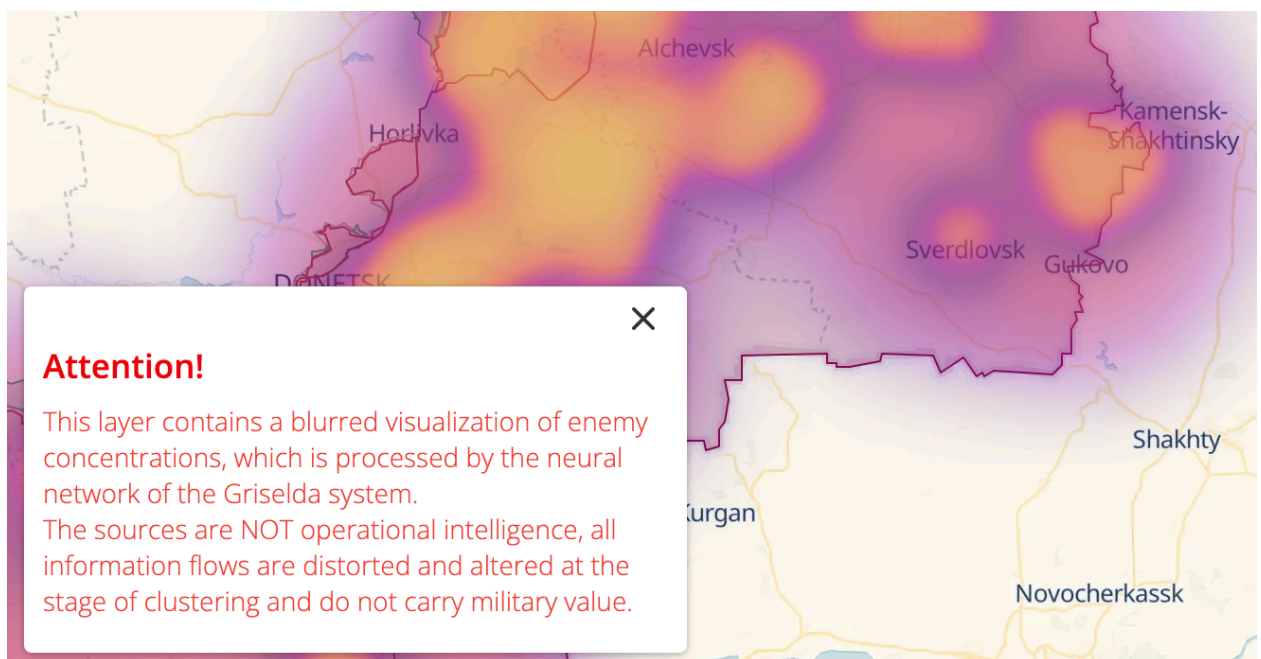 Alchevsk
Kamensk-
Shakhtinsky
Horlivka
Sverdlovsk
Gukovo
DONETSK
Attention!
This layer contains a blurred visualization of enemy
concentrations, which is processed by the neural
network of the Griselda system.
The sources are NOT operational intelligence, all
information flows are distorted and altered at the
stage of clustering and do not carry military value.
Shakhty
Kurgan
Novocherkassk